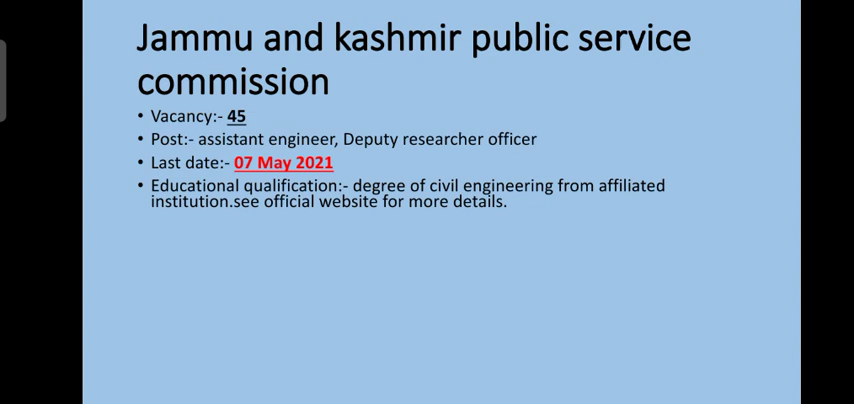 Jammu and kashmir public service
commission
• Vacancy:- 45
• Post:- assistant engineer, Deputy researcher officer
• Last date:- 07 May 2021
• Educational qualification:- degree of civil engineering from affiliated
institution.see official website for more details.